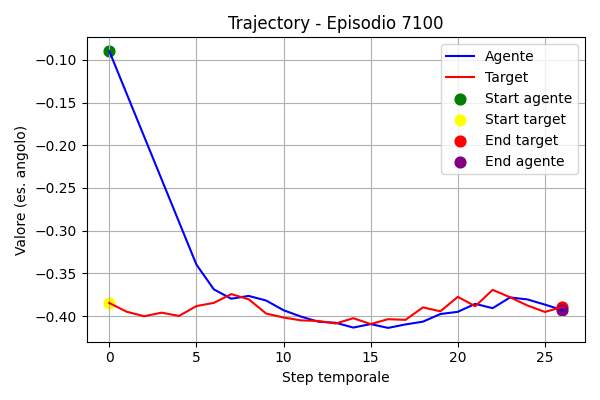 Trajectory - Episodio 7100
Agente
Target
Start agente
Start target
End target
End agente
Valore (es. angolo)
−0.10
−0.15
−0.20
−0.25
−0.30
−0.35
−0.40
0 5 10 15 20 25
Step temporale